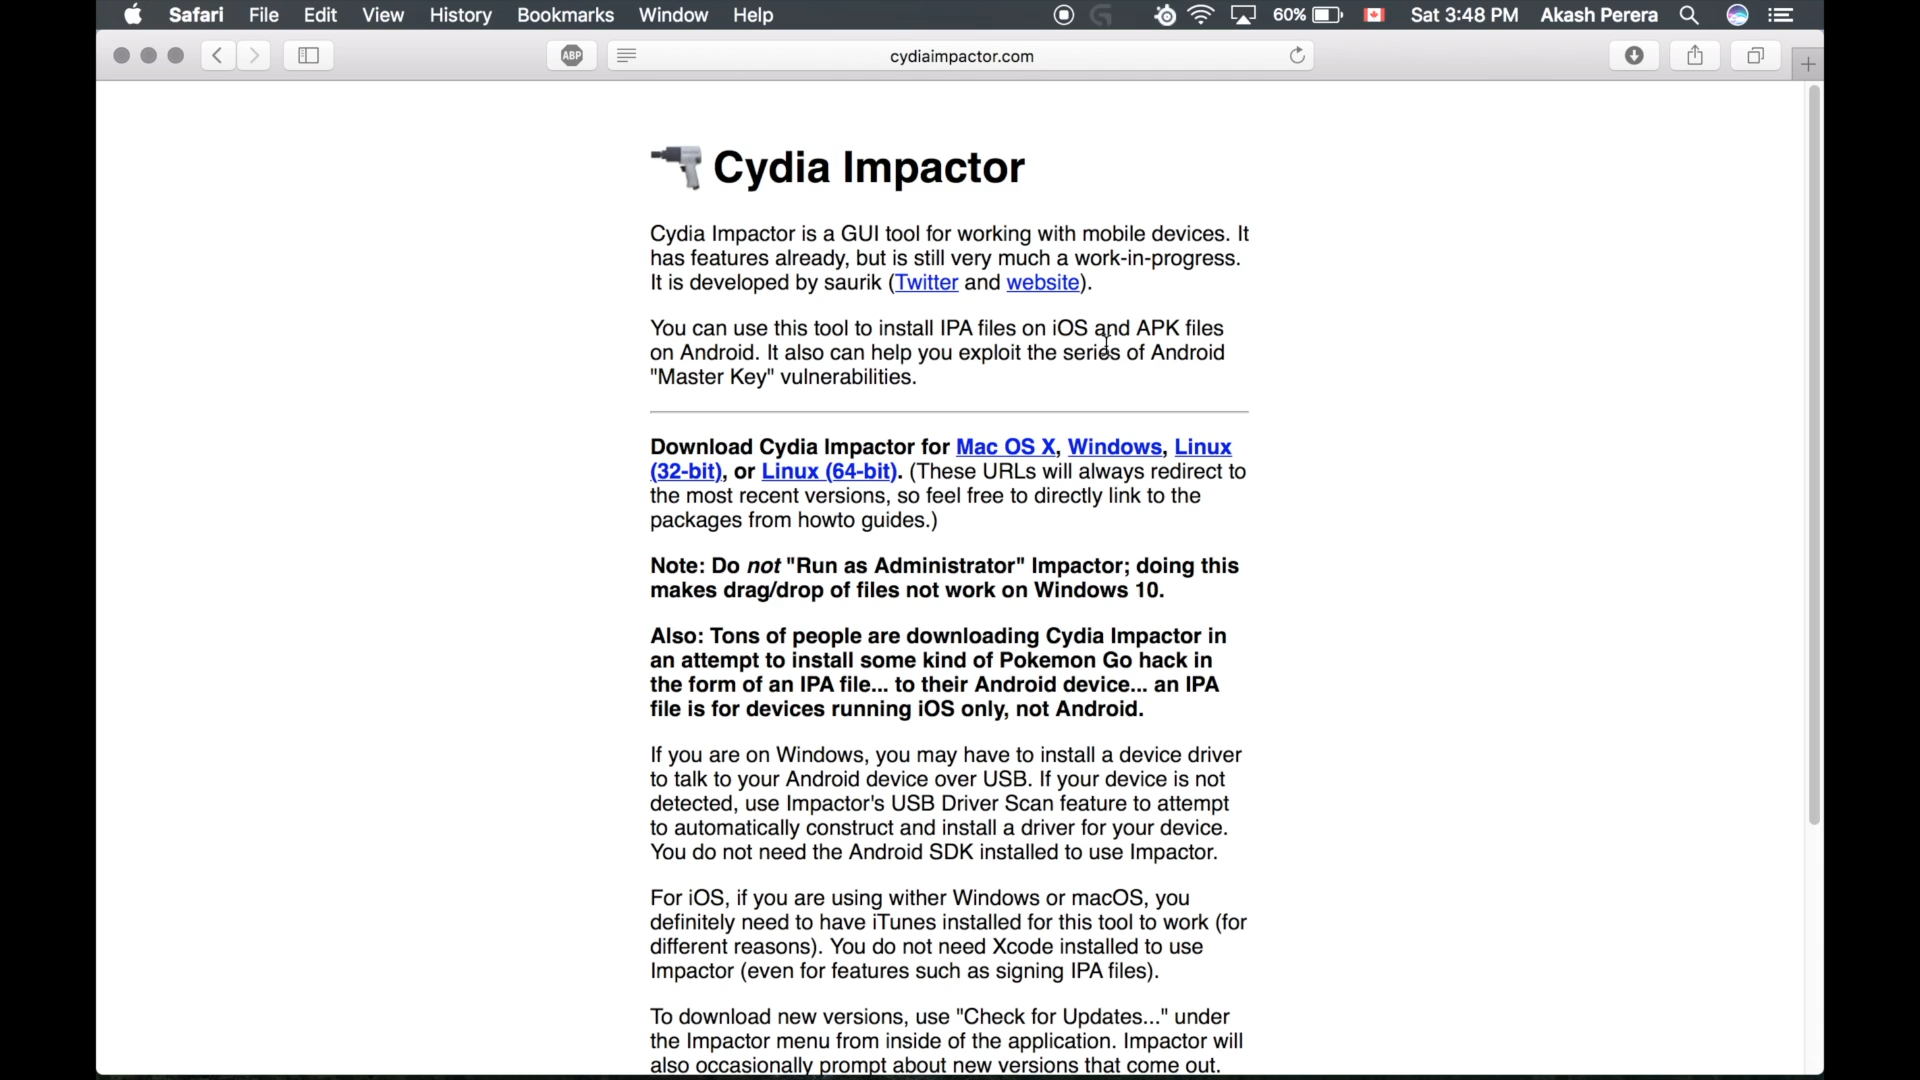 Safari File Edit View History Bookmarks Window Help 60% Sat 3:48 PM Akash Perera
ABP cydiaimpactor.com
Cydia Impactor
Cydia Impactor is a GUI tool for working with mobile devices. It
has features already, but is still very much a work-in-progress.
It is developed by saurik (Twitter and website).
You can use this tool to install IPA files on iOS and APK files
on Android. It also can help you exploit the series of Android
"Master Key" vulnerabilities.
Download Cydia Impactor for Mac OS X, Windows, Linux
(32-bit), or Linux (64-bit). (These URLs will always redirect to
the most recent versions, so feel free to directly link to the
packages from howto guides.)
Note: Do not "Run as Administrator" Impactor; doing this
makes drag/drop of files not work on Windows 10.
Also: Tons of people are downloading Cydia Impactor in
an attempt to install some kind of Pokemon Go hack in
the form of an IPA file... to their Android device... an IPA
file is for devices running iOS only, not Android.
If you are on Windows, you may have to install a device driver
to talk to your Android device over USB. If your device is not
detected, use Impactor's USB Driver Scan feature to attempt
to automatically construct and install a driver for your device.
You do not need the Android SDK installed to use Impactor.
For iOS, if you are using wither Windows or macOS, you
definitely need to have iTunes installed for this tool to work (for
different reasons). You do not need Xcode installed to use
Impactor (even for features such as signing IPA files).
To download new versions, use "Check for Updates..." under
the Impactor menu from inside of the application. Impactor will
also occasionally prompt about new versions that come out.